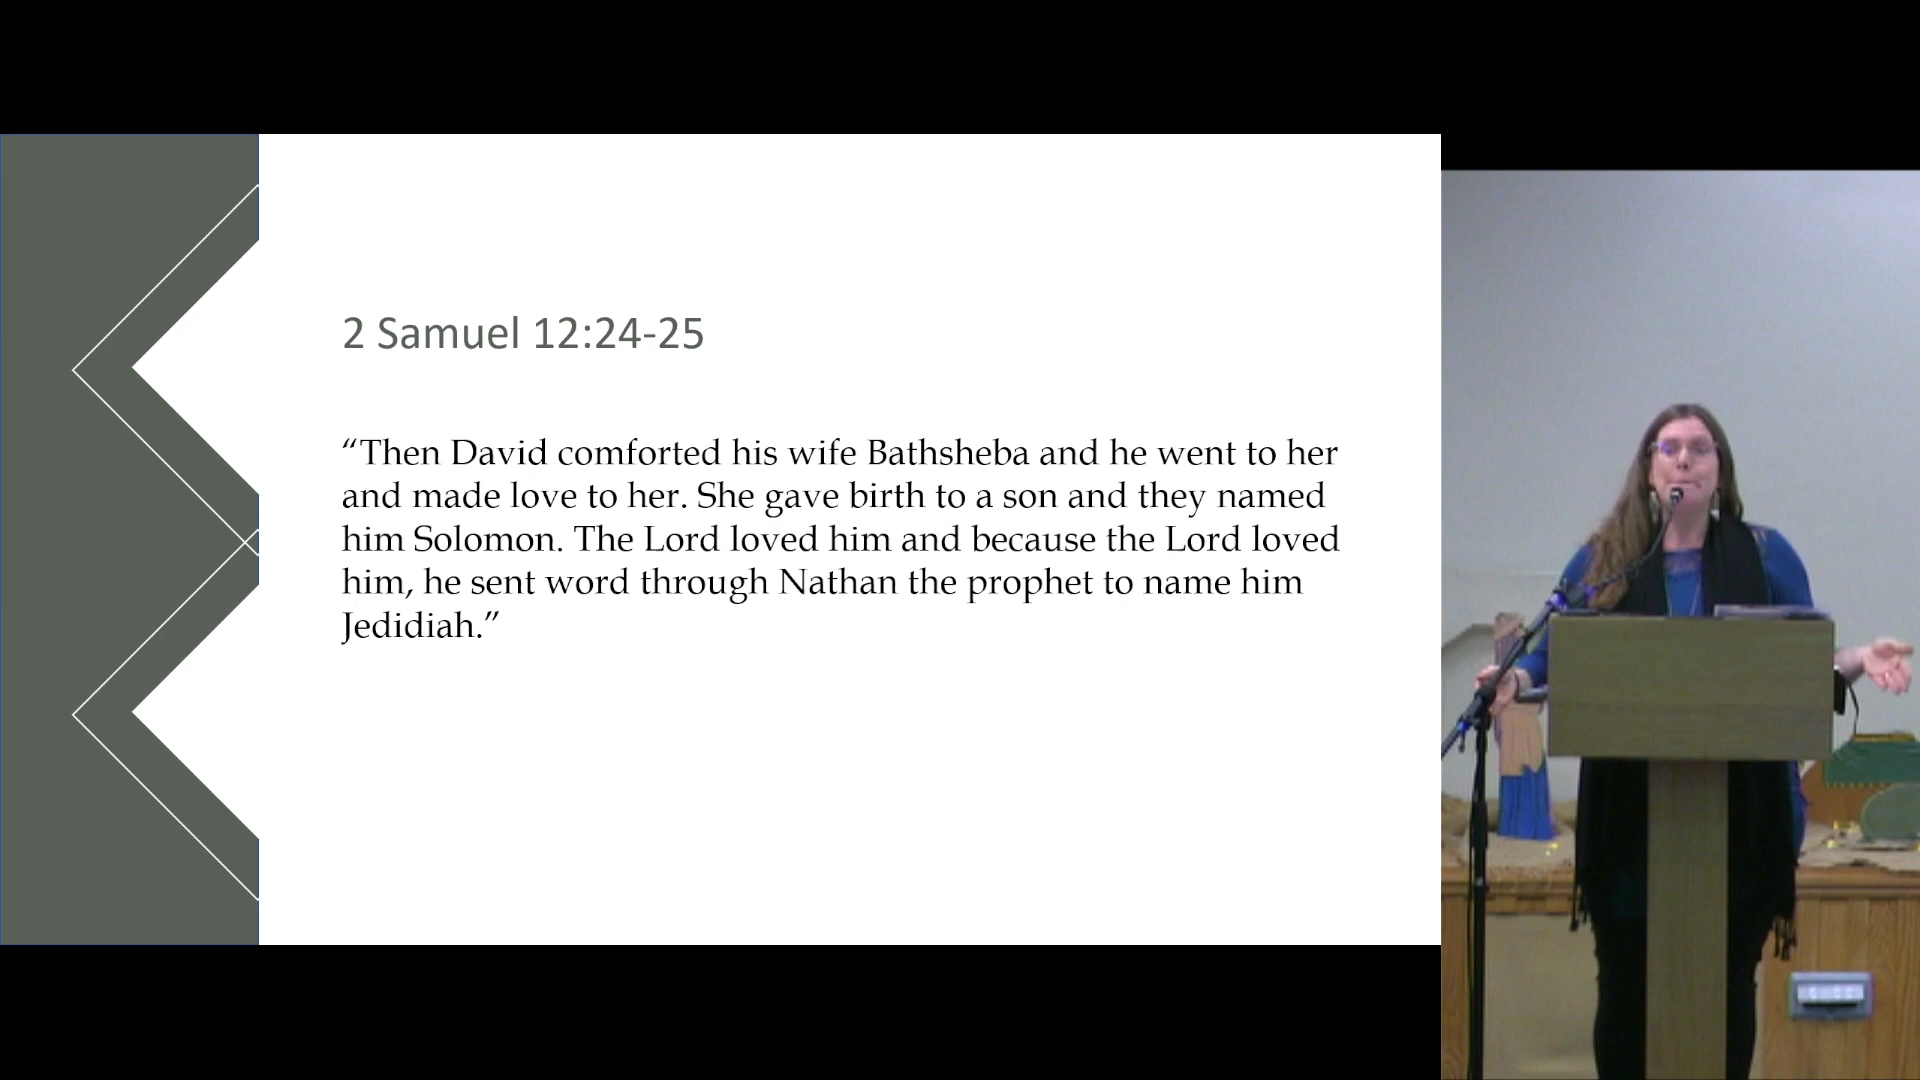 2 Samuel 12:24-25
“Then David comforted his wife Bathsheba and he went to her
and made love to her. She gave birth to a son and they named
him Solomon. The Lord loved him and because the Lord loved
him, he sent word through Nathan the prophet to name him
Jedidiah.”